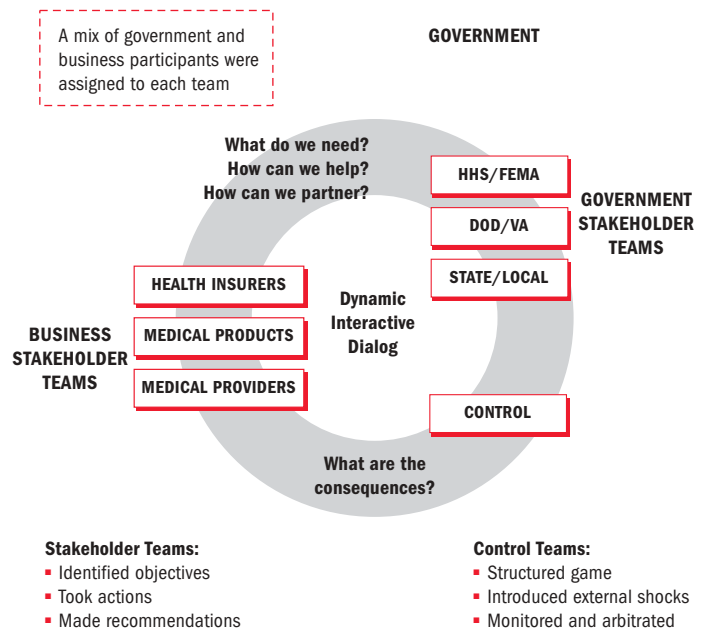 A mix of government and
business participants were
assigned to each team
GOVERNMENT
What do we need?
How can we help?
How can we partner?
HHS/FEMA
DOD/VA
STATE/LOCAL
GOVERNMENT
STAKEHOLDER
TEAMS
HEALTH INSURERS
MEDICAL PRODUCTS
MEDICAL PROVIDERS
BUSINESS
STAKEHOLDER
TEAMS
Dynamic
Interactive
Dialog
CONTROL
What are the
consequences?
Stakeholder Teams:
▪ Identified objectives
▪ Took actions
▪ Made recommendations
Control Teams:
▪ Structured game
▪ Introduced external shocks
▪ Monitored and arbitrated